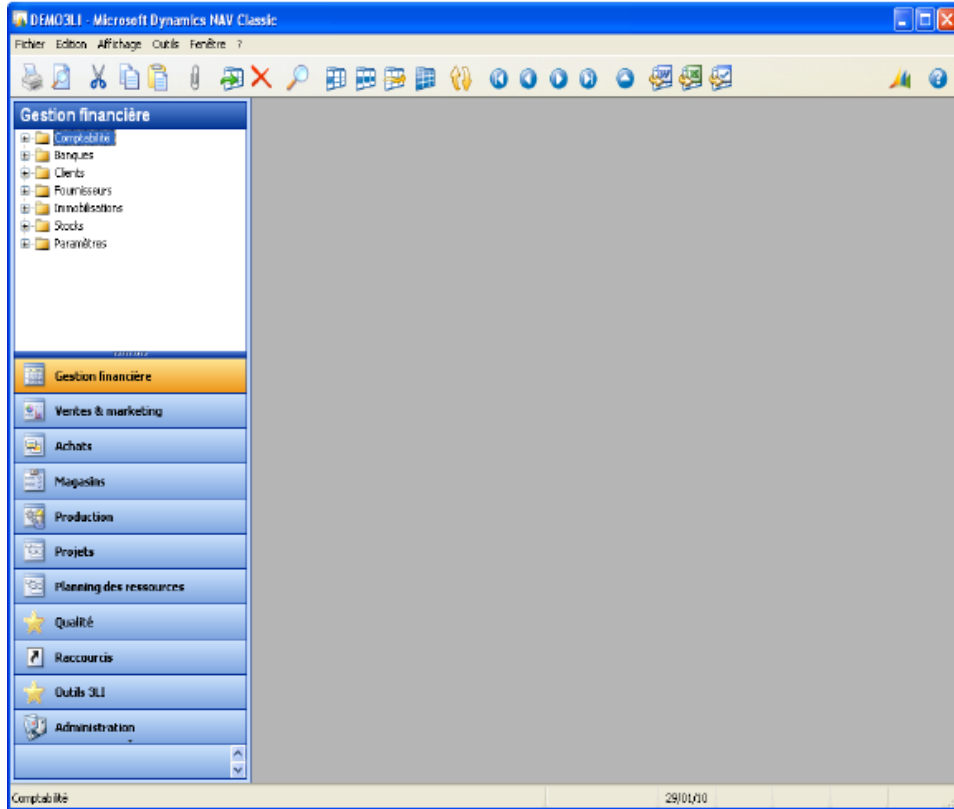 DEMO3LI - Microsoft Dynamics NAV Classic
Fichier Edition Affichage Outils Fenêtre ?
Gestion financière
Comptabilité
Banques
Clients
Fournisseurs
Immobilisations
Stocks
Paramètres
Gestion financière
Ventes & marketing
Achats
Magasins
Production
Projets
Planning des ressources
Qualité
Raccourcis
Outils 3LI
Administration
Comptabilité 29/01/10